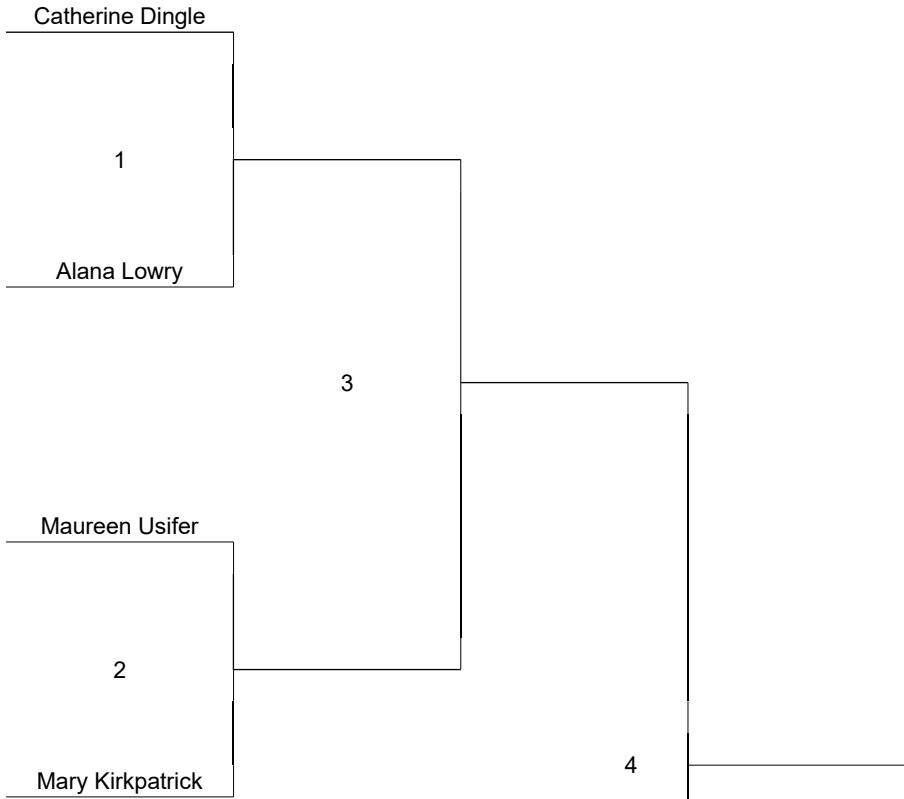 Catherine Dingle
1
Alana Lowry
3
Maureen Usifer
2
Mary Kirkpatrick
4